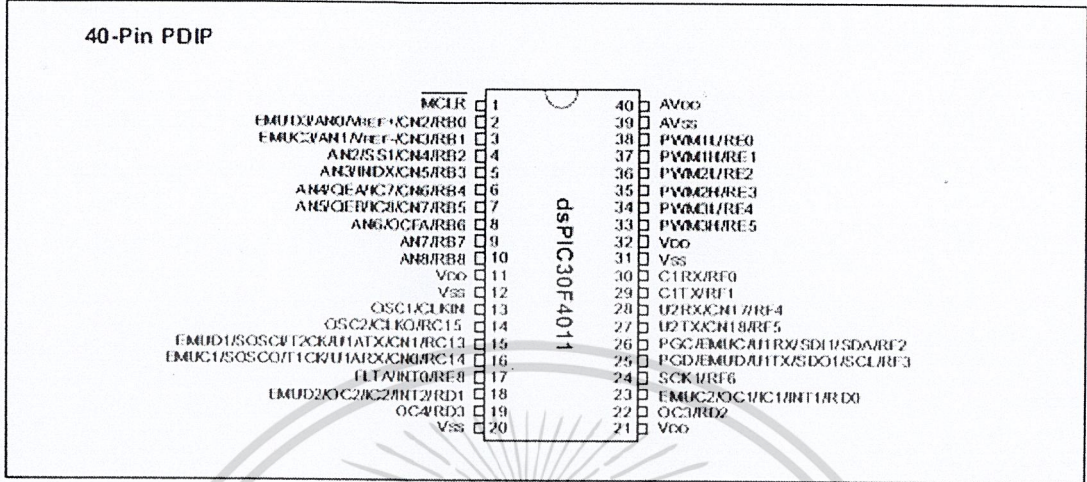 40-Pin PDIP
MCLR 1 40 AVDD
EMUD3/AN0/VREF+/CN2/RB0 2 39 AVSS
EMUC3/AN1/VREF-/CN3/RB1 3 38 PWM1L/RE0
AN2/SS1/CN4/RB2 4 37 PWM1H/RE1
AN3/INDX/CN5/RB3 5 36 PWM2L/RE2
AN4/QEA/IC7/CN6/RB4 6 35 PWM2H/RE3
AN5/QEB/IC8/CN7/RB5 7 34 PWM3L/RE4
AN6/OCFA/RB6 8 33 PWM3H/RE5
AN7/RB7 9 32 VDD
AN8/RB8 10 31 VSS
VDD 11 30 C1RX/RF0
VSS 12 29 C1TX/RF1
OSC1/CLKIN 13 28 U2RX/CN17/RF4
OSC2/CLKO/RC15 14 27 U2TX/CN18/RF5
EMUD1/SOSCI/T2CK/U1ATX/CN1/RC13 15 26 PGC/EMUC/U1RX/SDI1/SDA/RF2
EMUC1/SOSCO/T1CK/U1ARX/CN0/RC14 16 25 PGD/EMUD/U1TX/SDO1/SCL/RF3
FLTA/INT0/RE8 17 24 SCK1/RF6
EMUD2/OC2/IC2/INT2/RD1 18 23 EMUC2/OC1/IC1/INT1/RD0
OC4/RD3 19 22 OC3/RD2
VSS 20 21 VDD
dsPIC30F4011